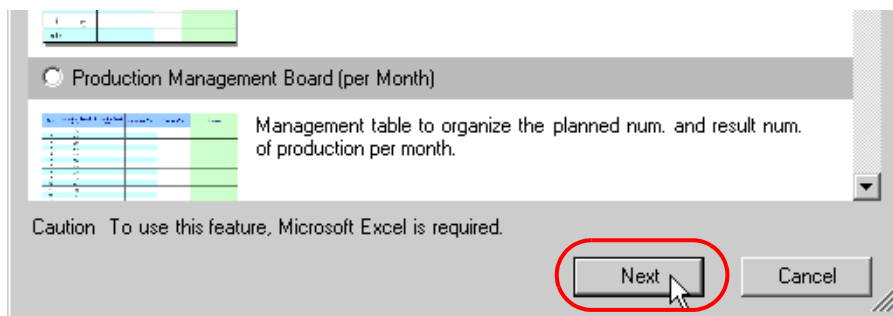 Production Management Board (per Month)
Management table to organize the planned num. and result num.
of production per month.
Caution To use this feature, Microsoft Excel is required.
Next
Cancel